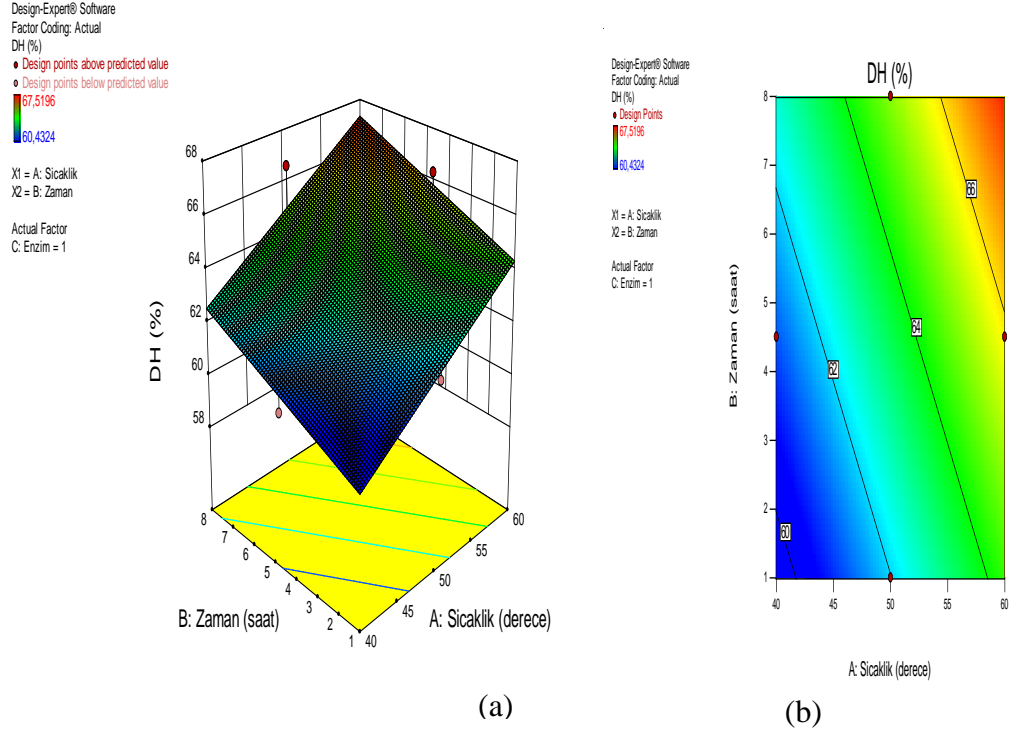 Design-Expert® Software
Factor Coding: Actual
DH (%)
Design points above predicted value
Design points below predicted value
67,5196
60,4324
X1 = A: Sicaklik
X2 = B: Zaman
Actual Factor
C: Enzim = 1
DH (%)
68
66
64
62
60
58
8
7
6
5
4
3
2
1
B: Zaman (saat)
40
45
50
55
60
A: Sicaklik (derece)
(a)
Design-Expert® Software
Factor Coding: Actual
DH (%)
Design Points
67,5196
60,4324
X1 = A: Sicaklik
X2 = B: Zaman
Actual Factor
C: Enzim = 1
DH (%)
B: Zaman (saat)
8
7
6
5
4
3
2
1
60
62
64
66
40
45
50
55
60
A: Sicaklik (derece)
(b)